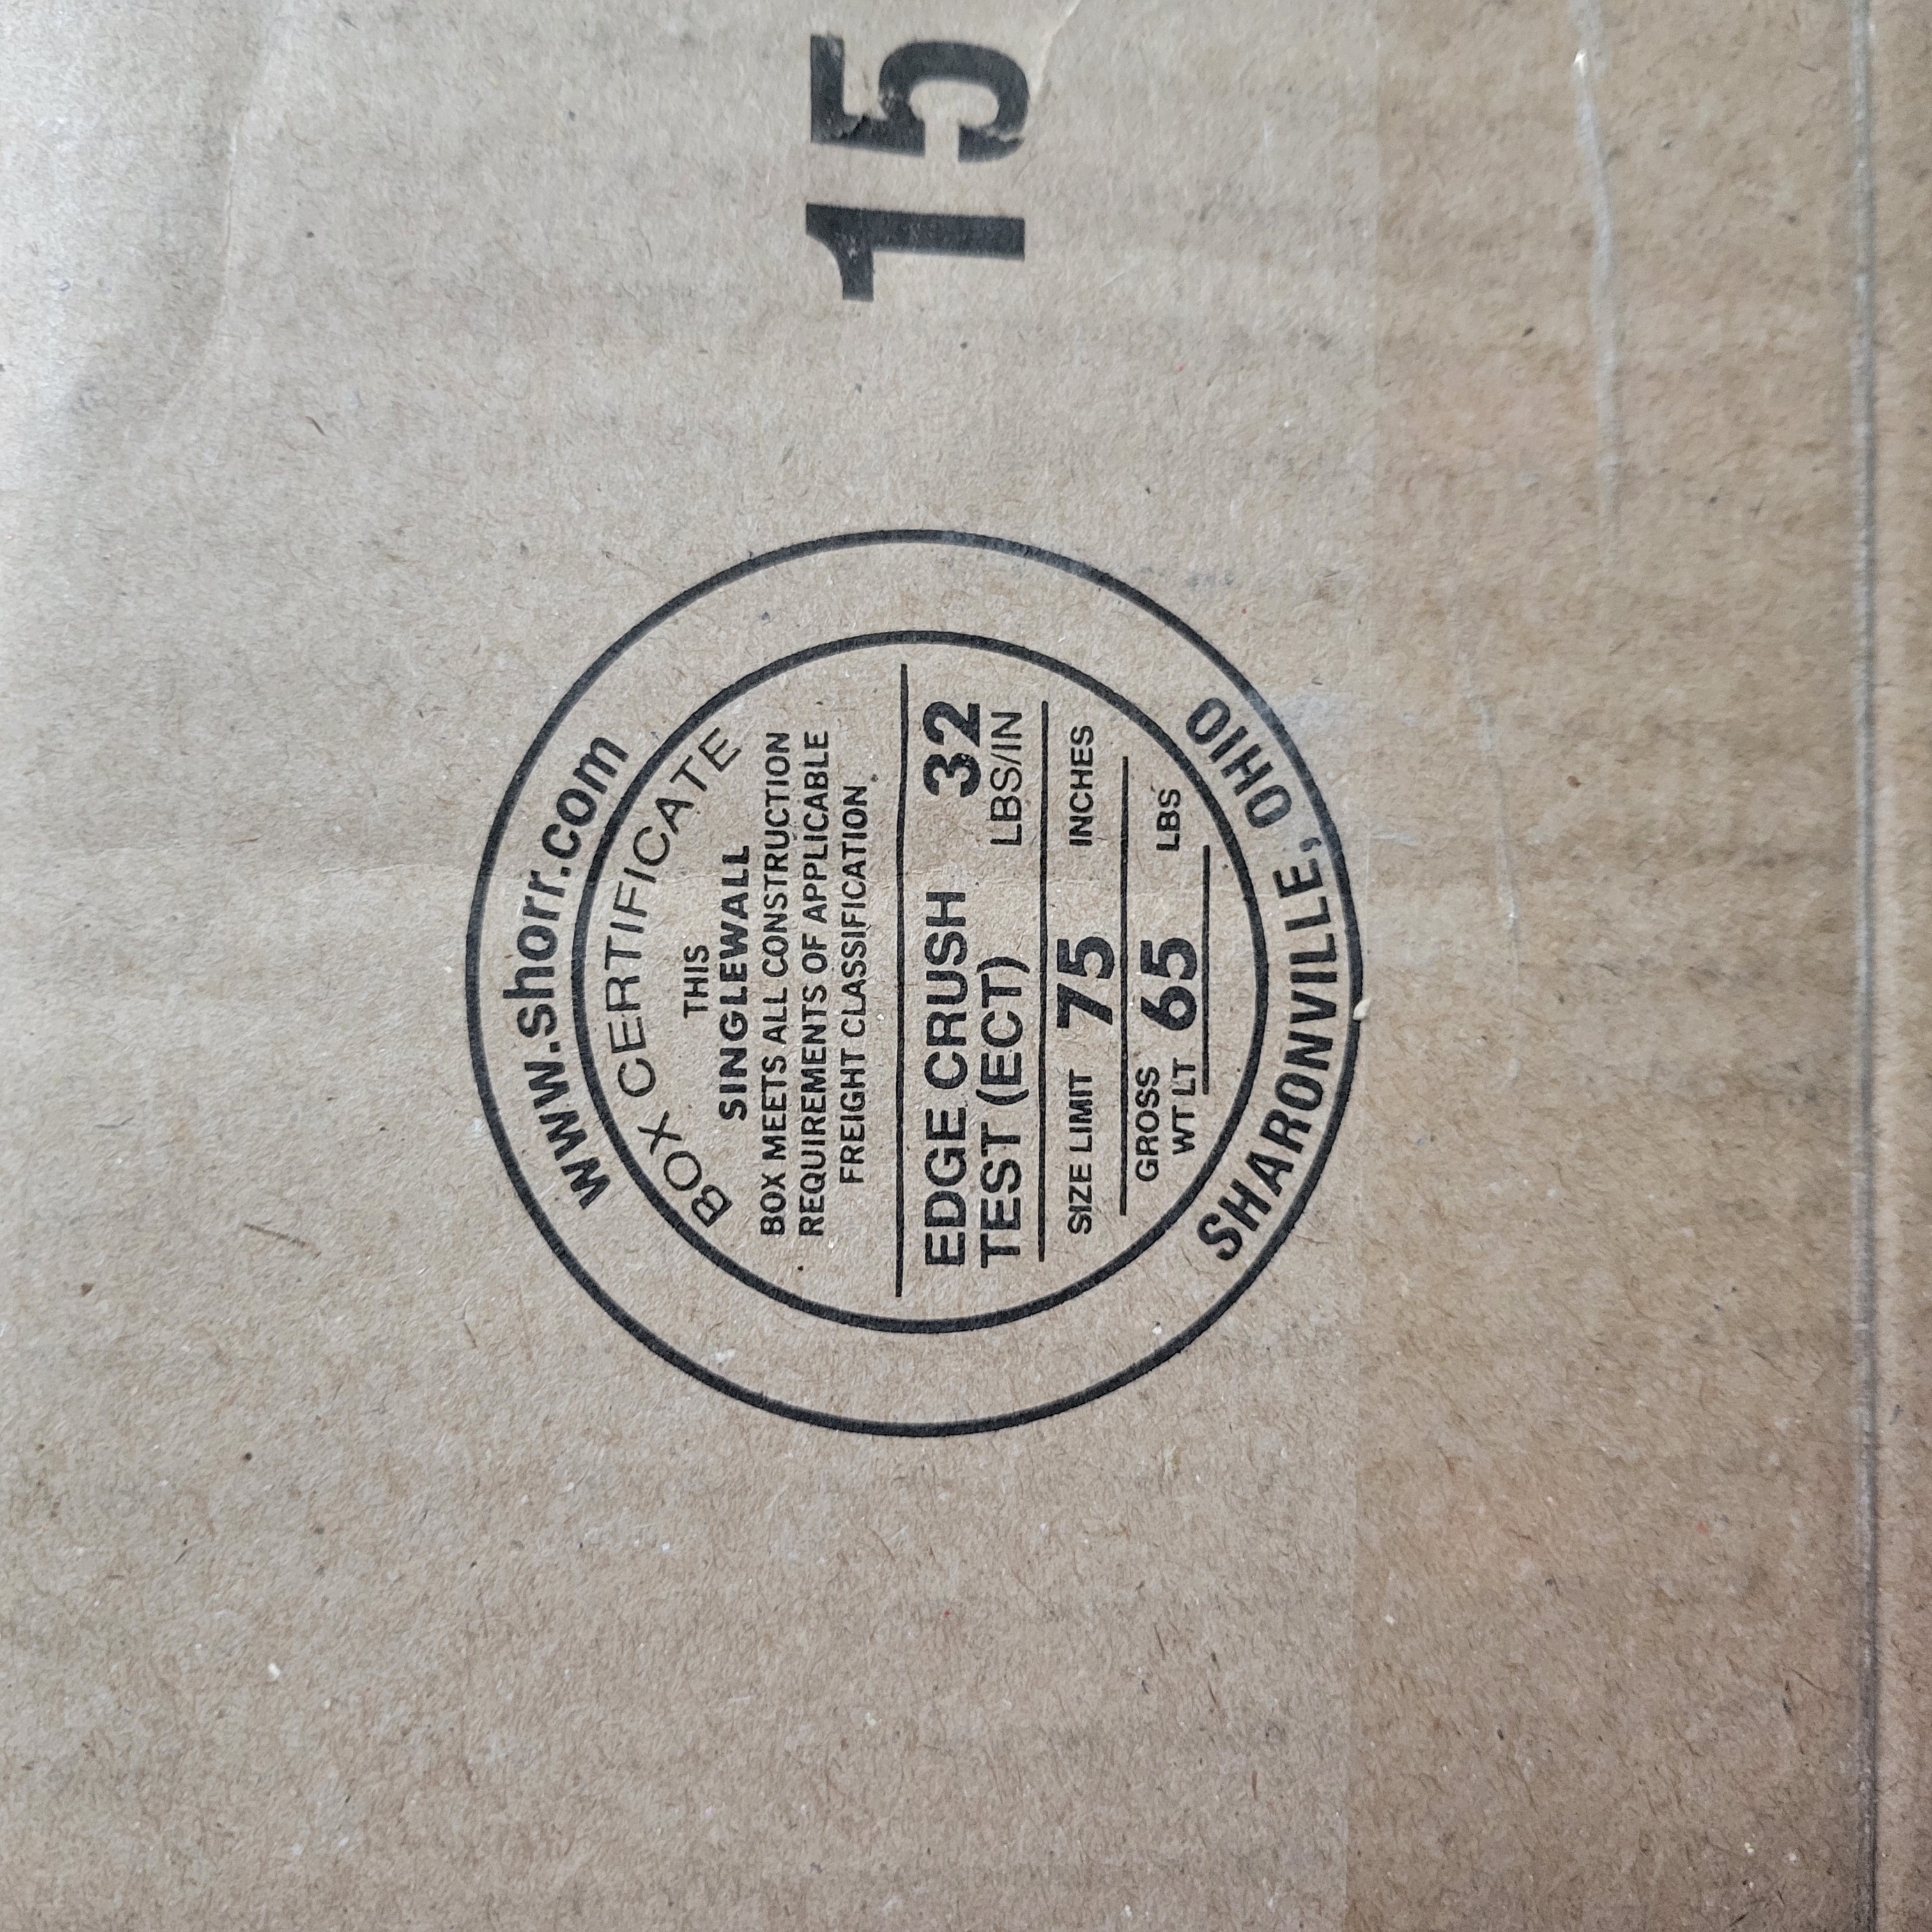 www.shorr.com
BOX CERTIFICATE
THIS
SINGLEWALL
BOX MEETS ALL CONSTRUCTION
REQUIREMENTS OF APPLICABLE
FREIGHT CLASSIFICATION.
EDGE CRUSH 32
TEST (ECT) LBS/IN
SIZE LIMIT 75 INCHES
GROSS
WT LT 65 LBS
SHARRONVILLE, OHIO
15